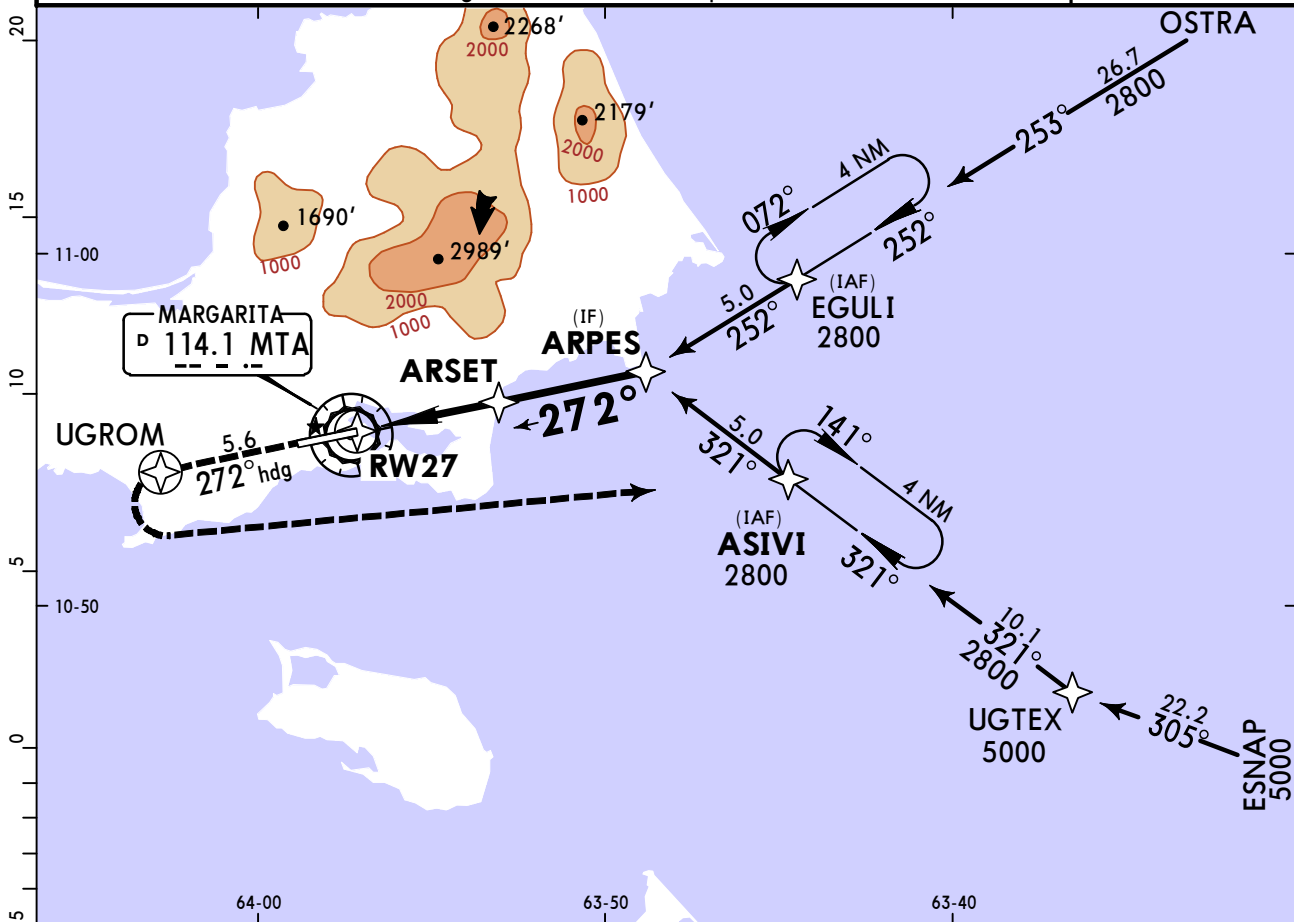 OSTRA
26.7
2800
253°
20
2268'
2000
2179'
2000
1000
4 NM
072°
252°
15
1690'
1000
11-00
2989'
2000
1000
(IAF)
EGULI
2800
5.0
252°
MARGARITA
D 114.1 MTA
(IF)
ARPES
ARSET
10
272°
UGROM
5.6
272° hdg
RW27
5.0
321°
141°
4 NM
321°
(IAF)
ASIVI
2800
5
10-50
10.1
321°
2800
UGTEX
5000
22.2
305°
ESNAP
5000
0
64-00
63-50
63-40
5